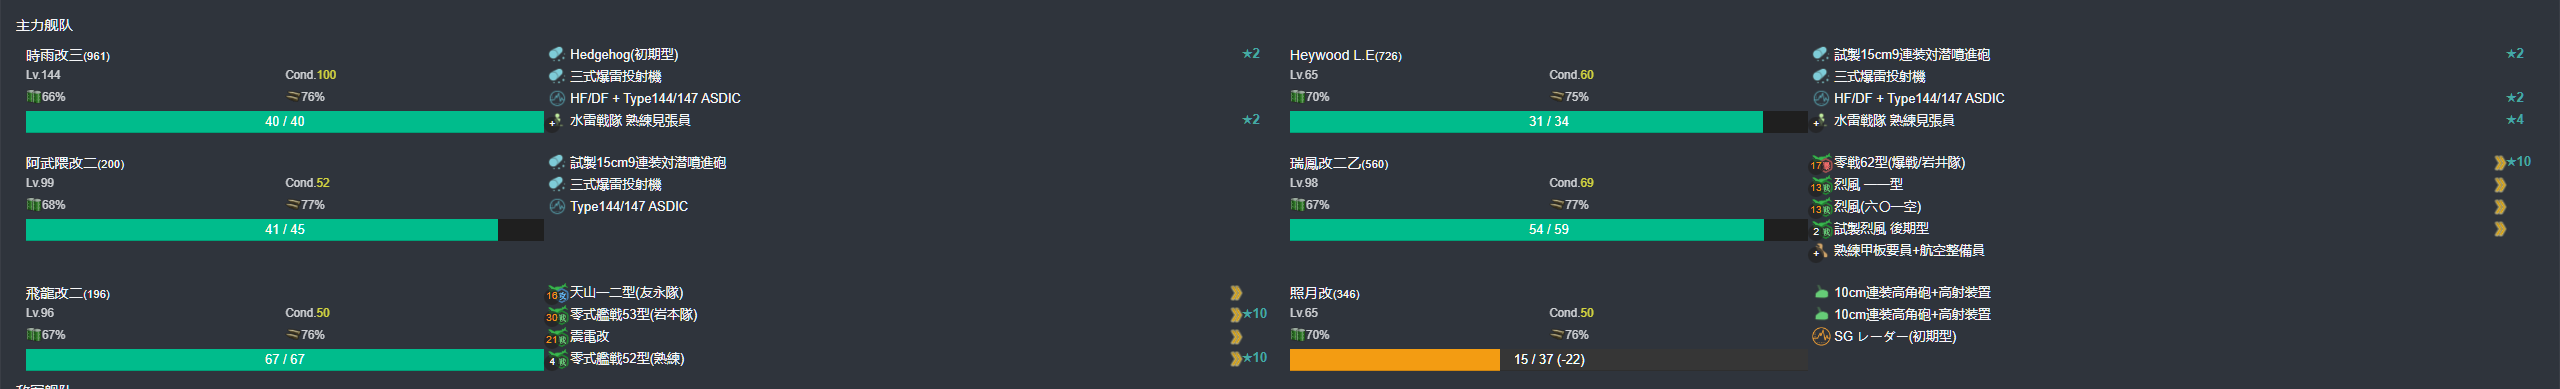 主力舰队
時雨改三(961)
Lv.144 Cond.100
66% 76%
40 / 40
Hedgehog(初期型) ★2
三式爆雷投射機
HF/DF + Type144/147 ASDIC
水雷戦隊 熟練見張員 ★2
Heywood L.E(726)
Lv.65 Cond.60
70% 75%
31 / 34
試製15cm9連装対潜噴進砲 ★2
三式爆雷投射機
HF/DF + Type144/147 ASDIC ★2
水雷戦隊 熟練見張員 ★4
阿武隈改二(200)
Lv.99 Cond.52
68% 77%
41 / 45
試製15cm9連装対潜噴進砲
三式爆雷投射機
Type144/147 ASDIC
瑞鳳改二乙(560)
Lv.98 Cond.69
67% 77%
54 / 59
17 零戦62型(爆戦/岩井隊) ★10
13 烈風 一一型
13 烈風(六〇一空)
2 試製烈風 後期型
熟練甲板要員+航空整備員
飛龍改二(196)
Lv.96 Cond.50
67% 76%
67 / 67
16 天山一二型(友永隊)
30 零式艦戦53型(岩本隊) ★10
21 震電改
4 零式艦戦52型(熟練) ★10
照月改(346)
Lv.65 Cond.50
70% 76%
15 / 37 (-22)
10cm連装高角砲+高射装置
10cm連装高角砲+高射装置
SG レーダー(初期型)